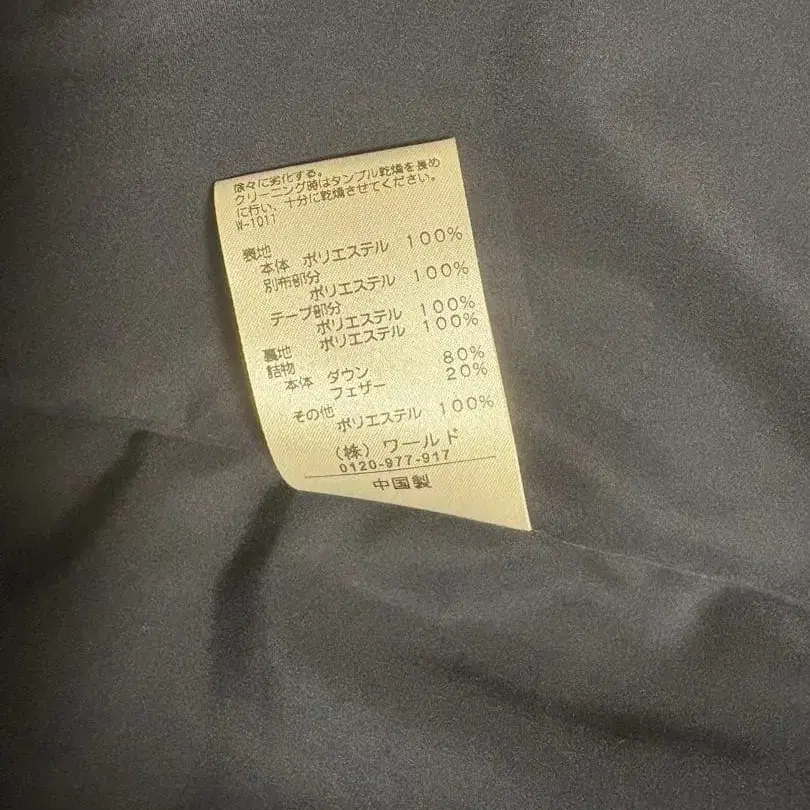 徐々に劣化する。
クリーニング時はタンブル乾燥を長め
に行い、十分に乾燥させてください。
W-1011
表地
本体 ポリエステル 100%
別布部分
ポリエステル 100%
テープ部分
ポリエステル 100%
裏地 ポリエステル 100%
詰物
本体 ダウン 80%
フェザー 20%
その他
ポリエステル 100%
(株)ワールド
0120-977-917
中国製